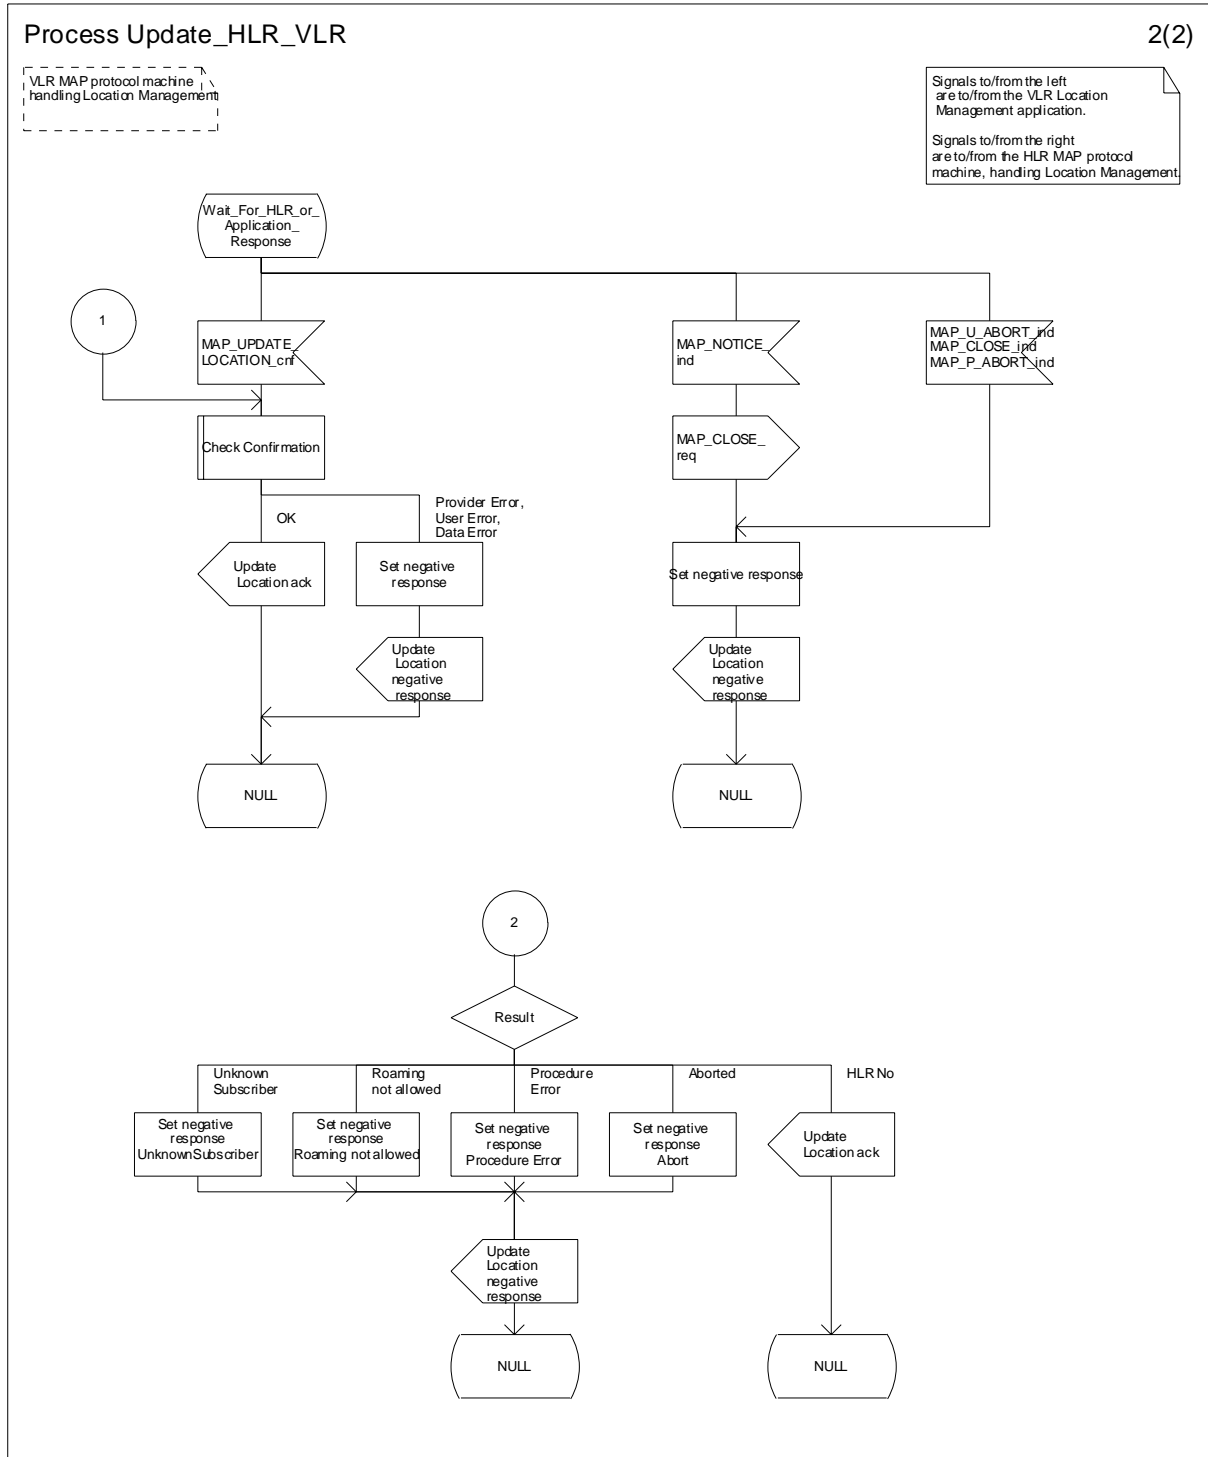 Process Update_HLR_VLR
2(2)
VLR MAP protocol machine
handling Location Management
Signals to/from the left
are to/from the VLR Location
Management application.
Signals to/from the right
are to/from the HLR MAP protocol
machine, handling Location Management.
Wait_For_HLR_or_
Application_
Response
1
MAP_UPDATE_
LOCATION_cnf
MAP_NOTICE_
ind
MAP_U_ABORT_ind
MAP_CLOSE_ind
MAP_P_ABORT_ind
Check Confirmation
MAP_CLOSE_
req
OK
Provider Error,
User Error,
Data Error
Update
Location ack
Set negative
response
Set negative response
Update
Location
negative
response
Update
Location
negative
response
NULL
NULL
2
Result
Unknown
Subscriber
Roaming
not allowed
Procedure
Error
Aborted
HLR No
Set negative
response
UnknownSubscriber
Set negative
response
Roaming not allowed
Set negative
response
Procedure Error
Set negative
response
Abort
Update
Location ack
Update
Location
negative
response
NULL
NULL